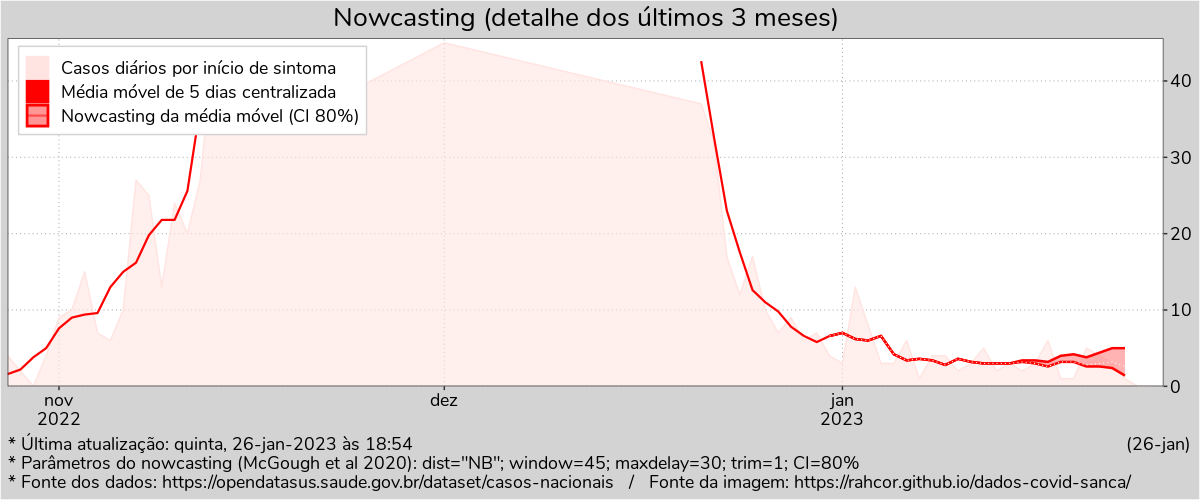 Nowcasting (detalhe dos últimos 3 meses)
Casos diários por início de sintoma
Média móvel de 5 dias centralizada
Nowcasting da média móvel (CI 80%)
40
30
20
10
0
nov
2022
dez
jan
2023
* Última atualização: quinta, 26-jan-2023 às 18:54
(26-jan)
* Parâmetros do nowcasting (McGough et al 2020): dist="NB"; window=45; maxdelay=30; trim=1; CI=80%
* Fonte dos dados: https://opendatasus.saude.gov.br/dataset/casos-nacionais / Fonte da imagem: https://rahcor.github.io/dados-covid-sanca/